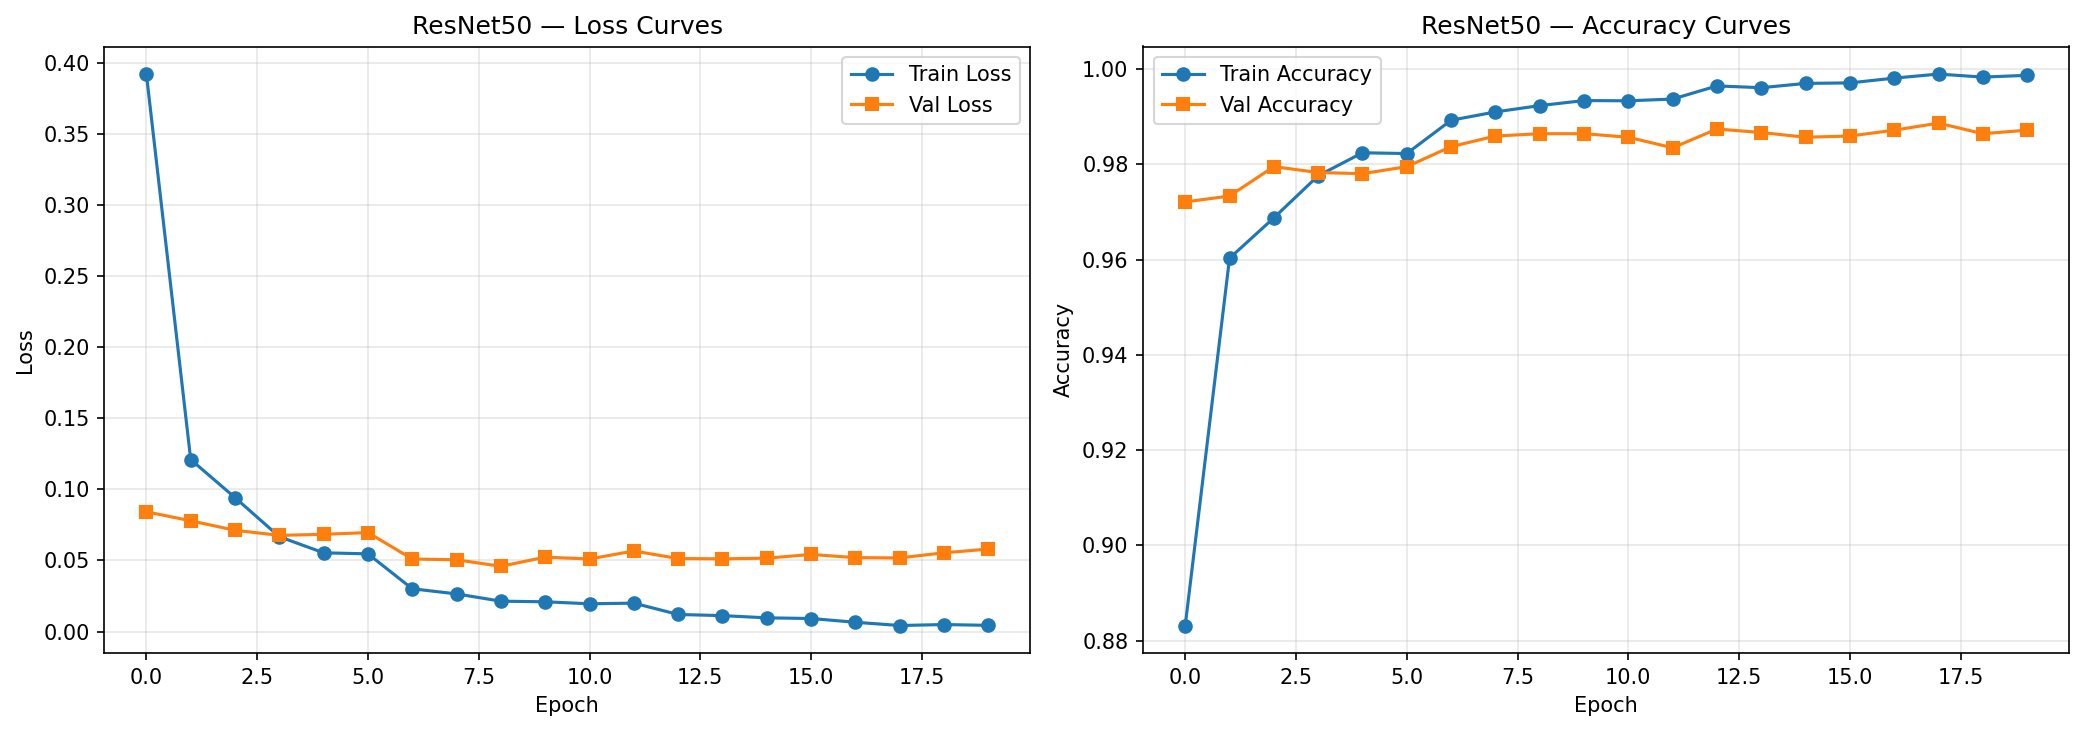 ResNet50 — Loss Curves
0.40
0.35
0.30
0.25
0.20
0.15
0.10
0.05
0.00
Loss
Train Loss
Val Loss
0.0 2.5 5.0 7.5 10.0 12.5 15.0 17.5
Epoch
ResNet50 — Accuracy Curves
1.00
0.98
0.96
0.94
0.92
0.90
0.88
Accuracy
Train Accuracy
Val Accuracy
0.0 2.5 5.0 7.5 10.0 12.5 15.0 17.5
Epoch